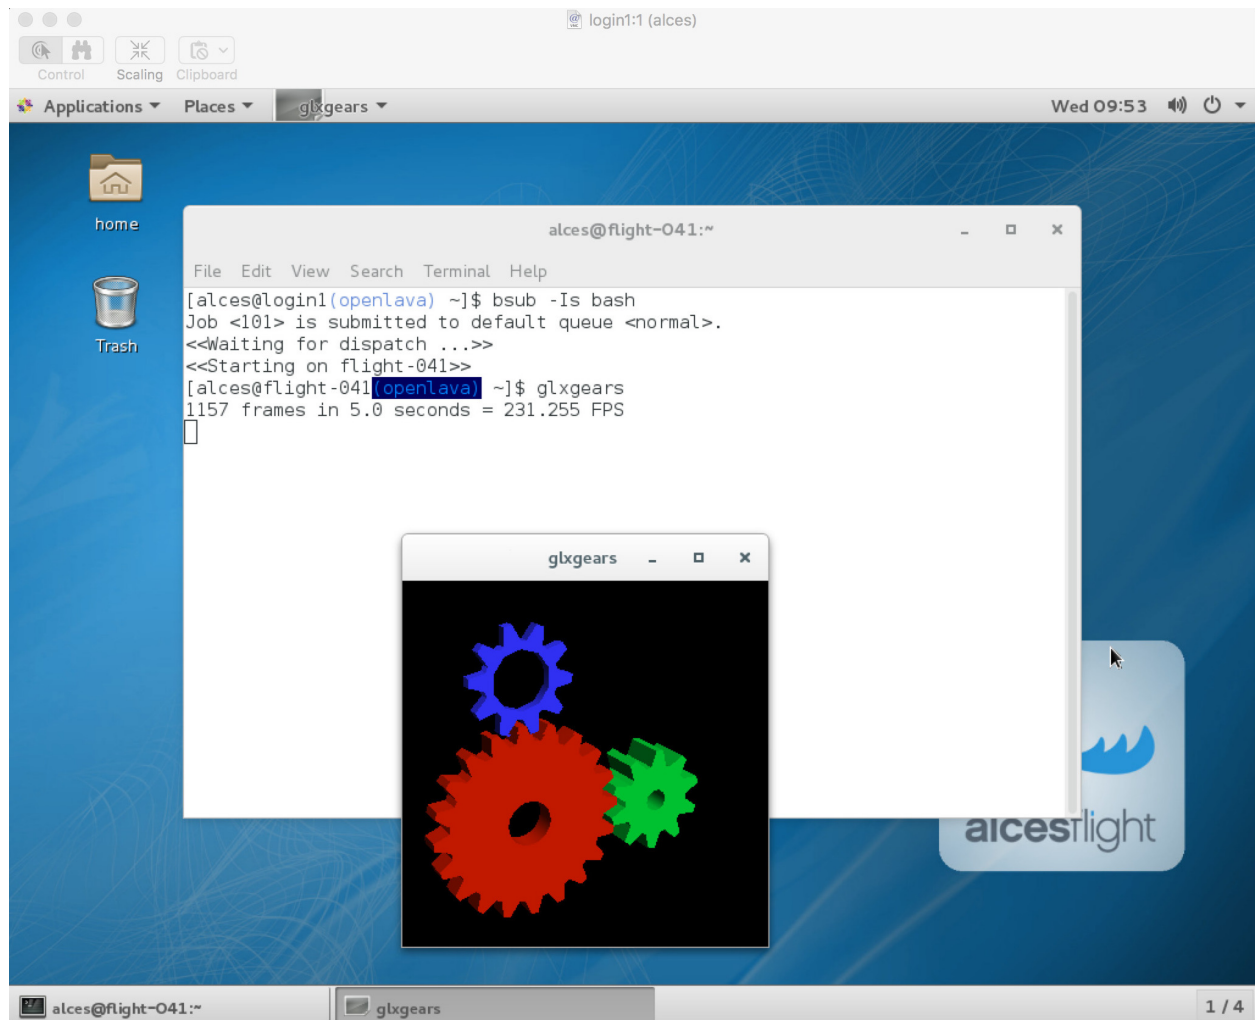 login1:1 (alces)
Control Scaling Clipboard
Applications Places glxgears Wed 09:53
home
Trash
alces@flight-041:~
File Edit View Search Terminal Help
[alces@login1(openlava) ~]$ bsub -Is bash
Job <101> is submitted to default queue <normal>.
<<Waiting for dispatch ...>>
<<Starting on flight-041>>
[alces@flight-041(openlava) ~]$ glxgears
1157 frames in 5.0 seconds = 231.255 FPS
glxgears
alcesflight
alces@flight-041:~ glxgears 1 / 4